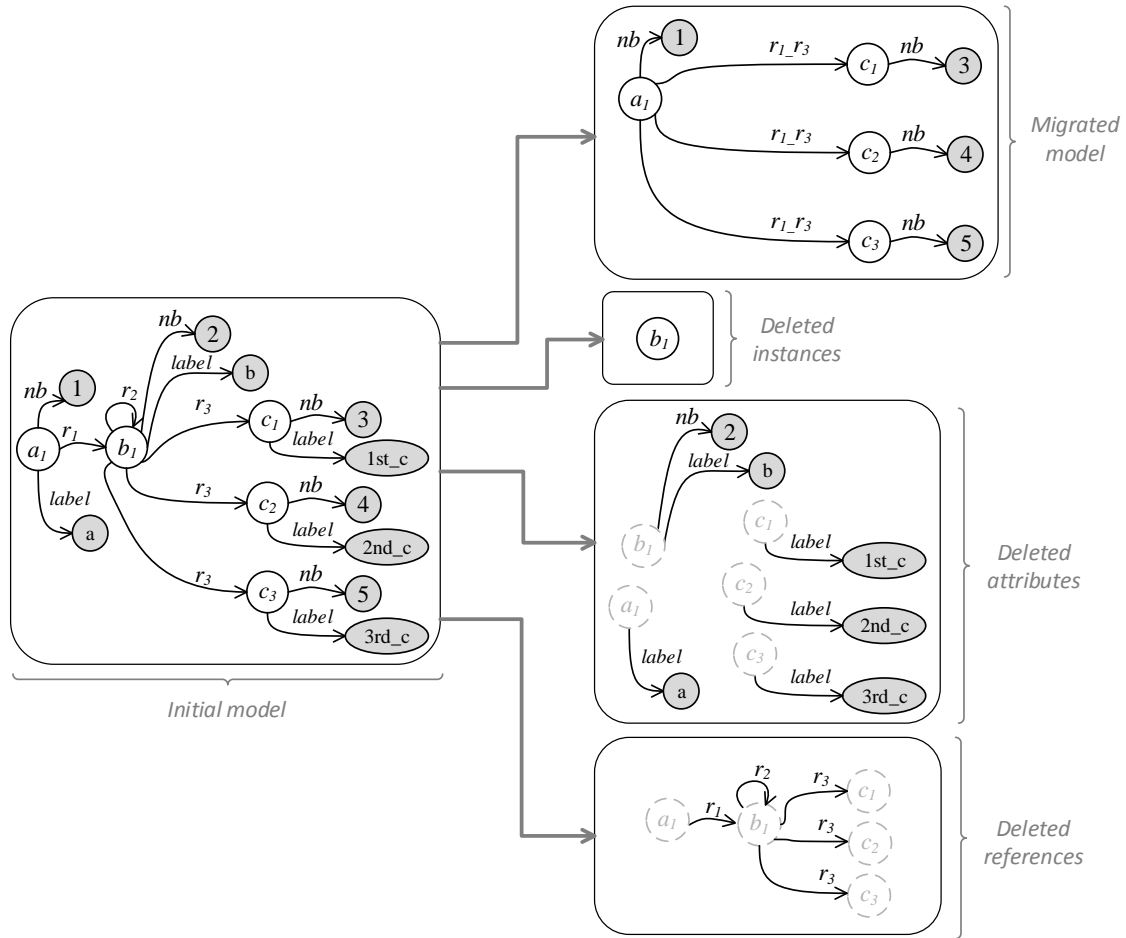 nb 1
r1_r3 c1 nb 3
a1
r1_r3 c2 nb 4
r1_r3 c3 nb 5
Migrated
model
b1
Deleted
instances
nb 2
label b
nb 1
r2
r3 c1 nb 3
a1 r1 b1
label 1st_c
label a
r3 c2 nb 4
label 2nd_c
r3 c3 nb 5
label 3rd_c
Initial model
nb 2
label b
b1
c1 label 1st_c
a1
c2 label 2nd_c
c3 label 3rd_c
label a
Deleted
attributes
r2
a1 r1 b1
r3 c1
r3 c2
r3 c3
Deleted
references